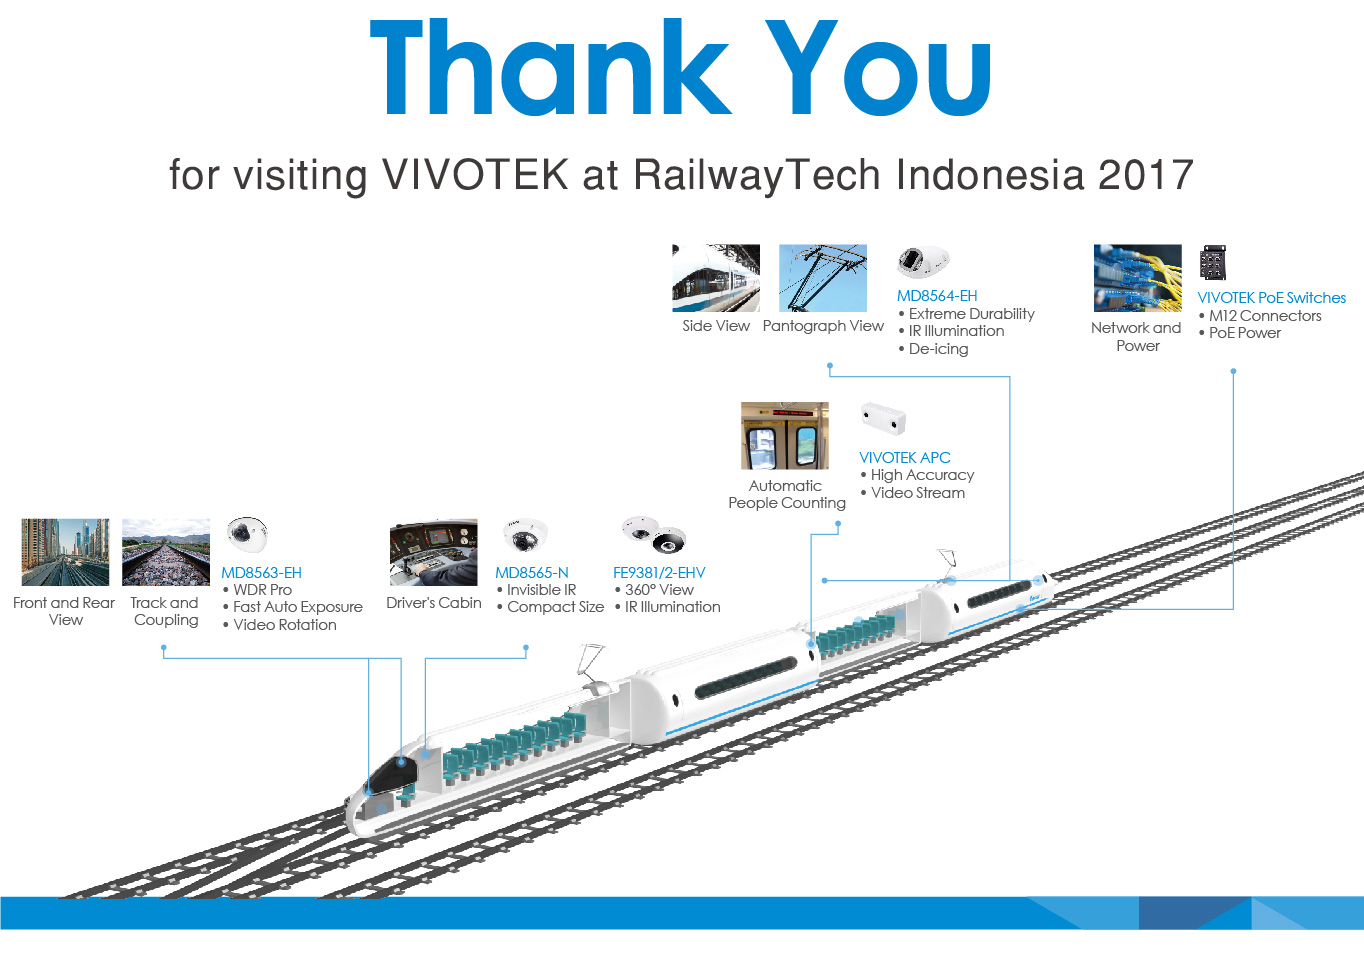 Thank You
for visiting VIVOTEK at RailwayTech Indonesia 2017
Side View
Pantograph View
MD8564-EH
• Extreme Durability
• IR Illumination
• De-icing
Network and
Power
VIVOTEK PoE Switches
• M12 Connectors
• PoE Power
Automatic
People Counting
VIVOTEK APC
• High Accuracy
• Video Stream
Front and Rear
View
Track and
Coupling
MD8563-EH
• WDR Pro
• Fast Auto Exposure
• Video Rotation
Driver's Cabin
MD8565-N
• Invisible IR
• Compact Size
FE9381/2-EHV
• 360° View
• IR Illumination